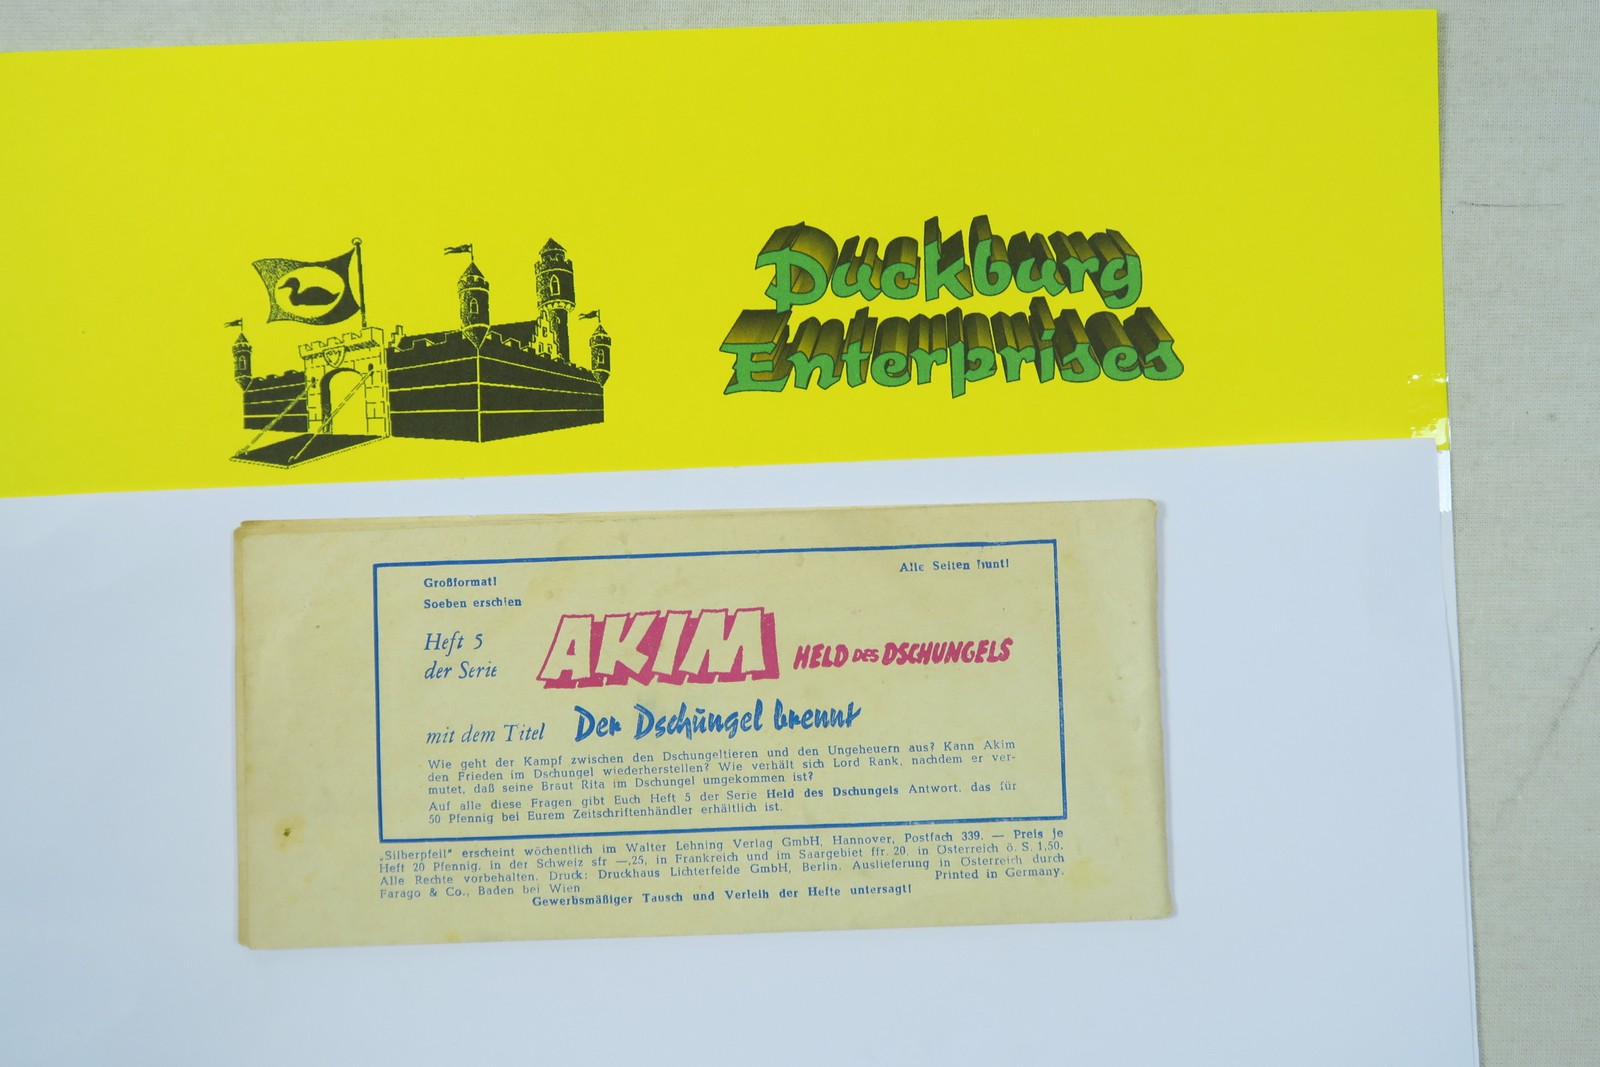 Duckburg
Enterprises
Großformat!
Alle Seiten bunt!
Soeben erschien
Heft 5
der Serie
AKIM HELD DES DSCHUNGELS
mit dem Titel Der Dschungel brennt
Wie geht der Kampf zwischen den Dschungeltieren und den Ungeheuern aus? Kann Akim
den Frieden im Dschungel wiederherstellen? Wie verhält sich Lord Rank, nachdem er ver-
mutet, daß seine Braut Rita im Dschungel umgekommen ist?
Auf alle diese Fragen gibt Euch Heft 5 der Serie Held des Dschungels Antwort, das für
50 Pfennig bei Eurem Zeitschriftenhändler erhältlich ist.
„Silberpfeil" erscheint wöchentlich im Walter Lehning Verlag GmbH, Hannover, Postfach 339. — Preis je
Heft 20 Pfennig, in der Schweiz sfr —,25, in Frankreich und im Saargebiet ffr. 20, in Österreich ö. S. 1,50.
Alle Rechte vorbehalten. Druck: Druckhaus Lichterfelde GmbH, Berlin. Auslieferung in Österreich durch
Farago & Co., Baden bei Wien Printed in Germany.
Gewerbsmäßiger Tausch und Verleih der Hefte untersagt!